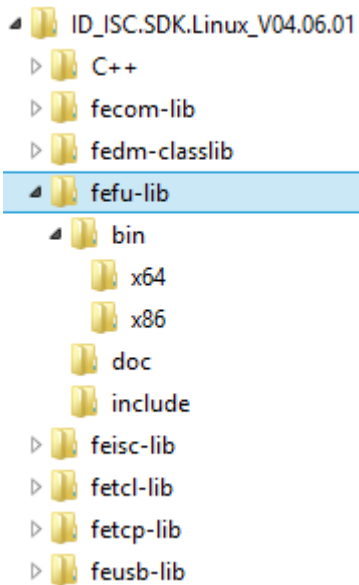 ID_ISC.SDK.Linux_V04.06.01
C++
fecom-lib
fedm-classlib
fefu-lib
bin
x64
x86
doc
include
feisc-lib
fetcl-lib
fetcp-lib
feusb-lib